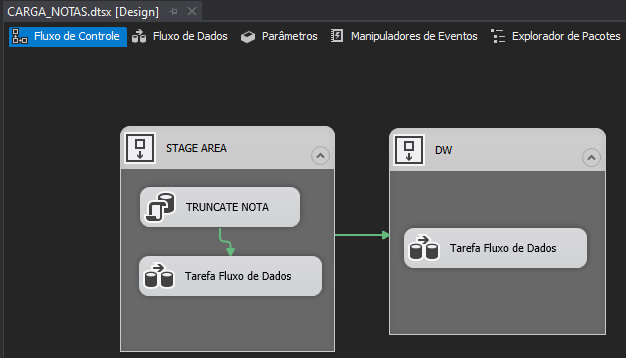 CARGA_NOTAS.dtsx [Design]
Fluxo de Controle Fluxo de Dados Parâmetros Manipuladores de Eventos Explorador de Pacotes
STAGE AREA
DW
TRUNCATE NOTA
Tarefa Fluxo de Dados
Tarefa Fluxo de Dados